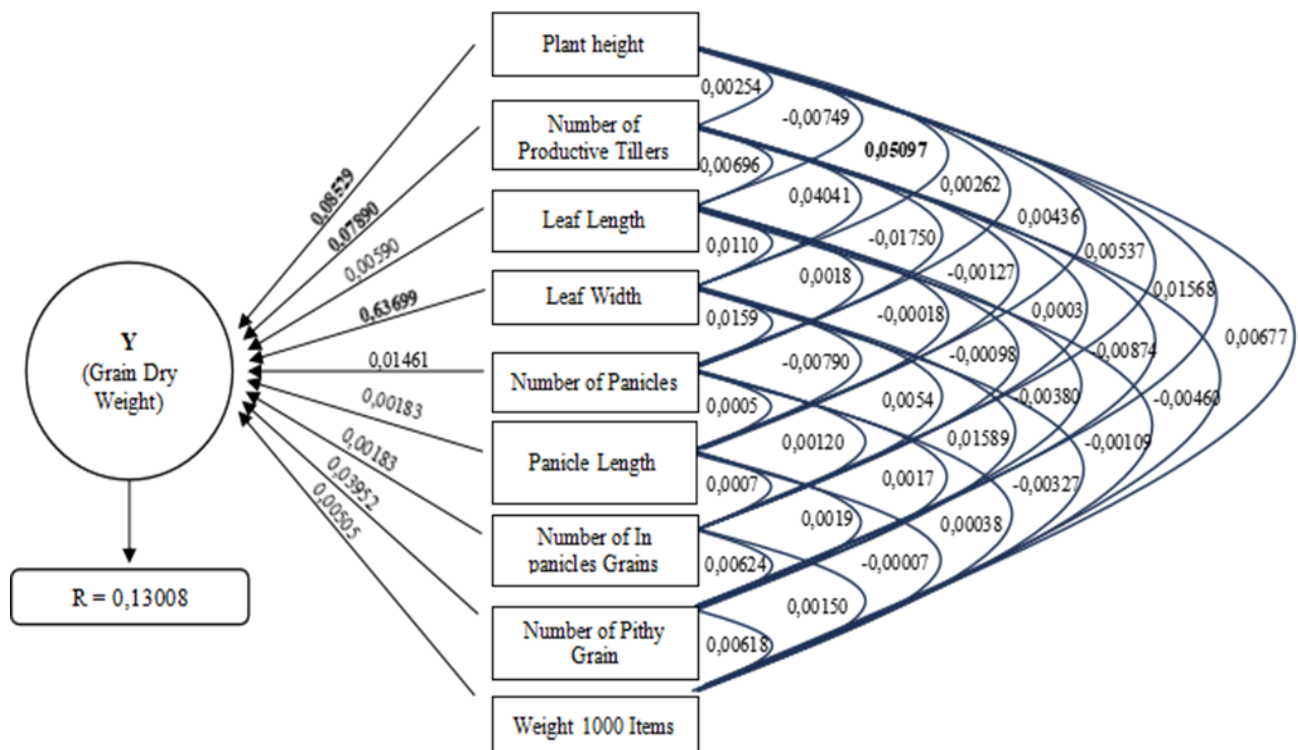 Plant height
Number of
Productive Tillers
Leaf Length
Leaf Width
Number of Panicles
Panicle Length
Number of In
panicles Grains
Number of Pithy
Grain
Weight 1000 Items
Y
(Grain Dry
Weight)
R = 0,13008
0,08529
0,07890
0,00590
0,63699
0,01461
0,00183
0,00183
0,03952
0,00505
0,00254
-0,00749
0,05097
0,00696
0,00262
0,04041
0,00436
-0,01750
0,0110
0,00537
-0,00127
0,0018
0,01568
0,0003
-0,00018
0,0159
0,00677
-0,00874
-0,00098
-0,00790
-0,00380
-0,00460
0,0054
0,0005
0,01589
-0,00109
0,00120
0,0017
-0,00327
0,0007
0,0019
0,00038
-0,00007
0,00624
0,00150
0,00618